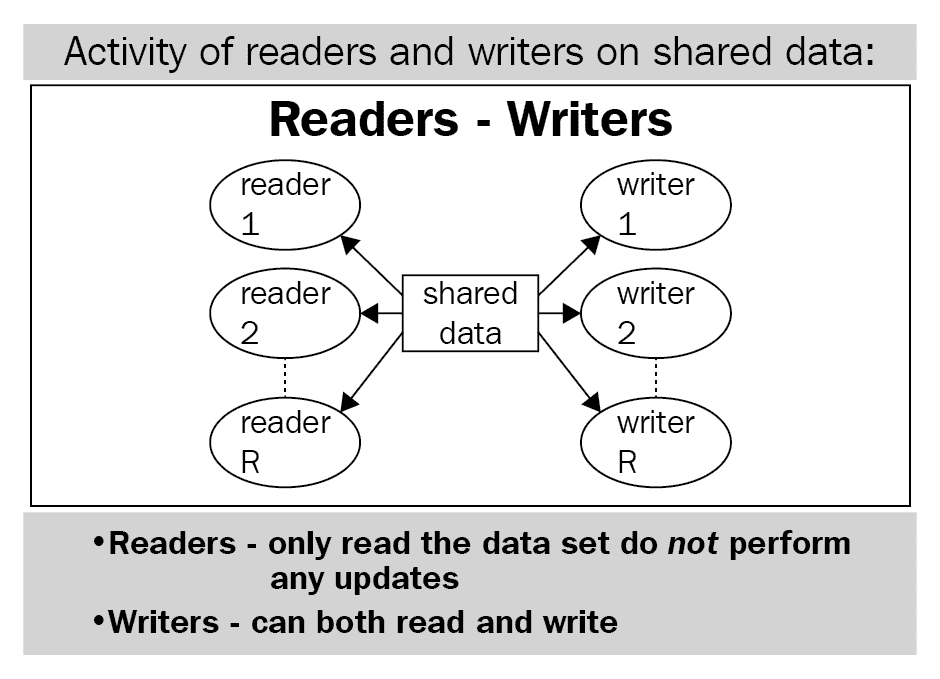 Activity of readers and writers on shared data:
Readers - Writers
reader
1
writer
1
reader
2
shared
data
writer
2
reader
R
writer
R
•Readers - only read the data set do not perform
any updates
•Writers - can both read and write